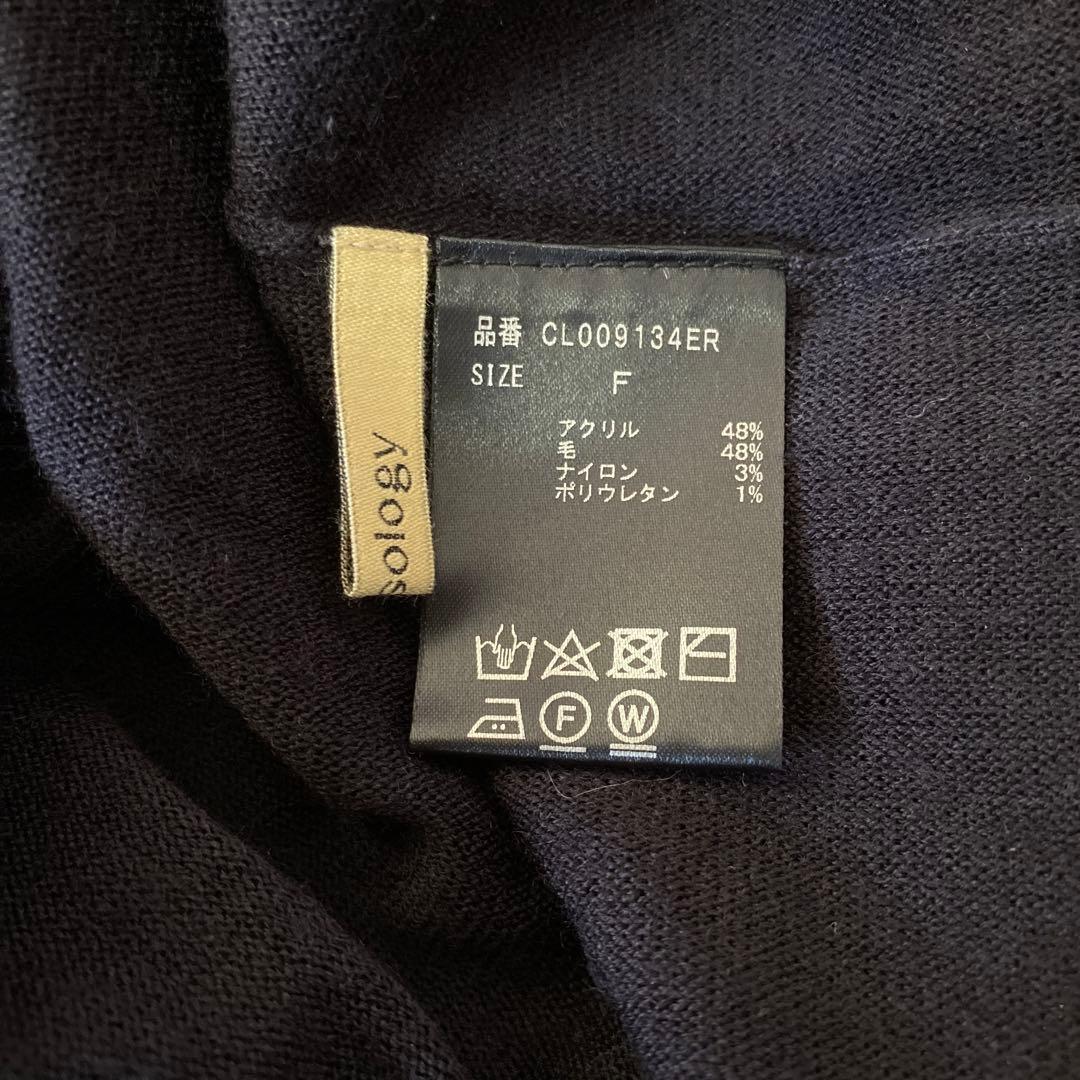 sology
品番 CL009134ER
SIZE F
アクリル 48%
毛 48%
ナイロン 3%
ポリウレタン 1%
F W